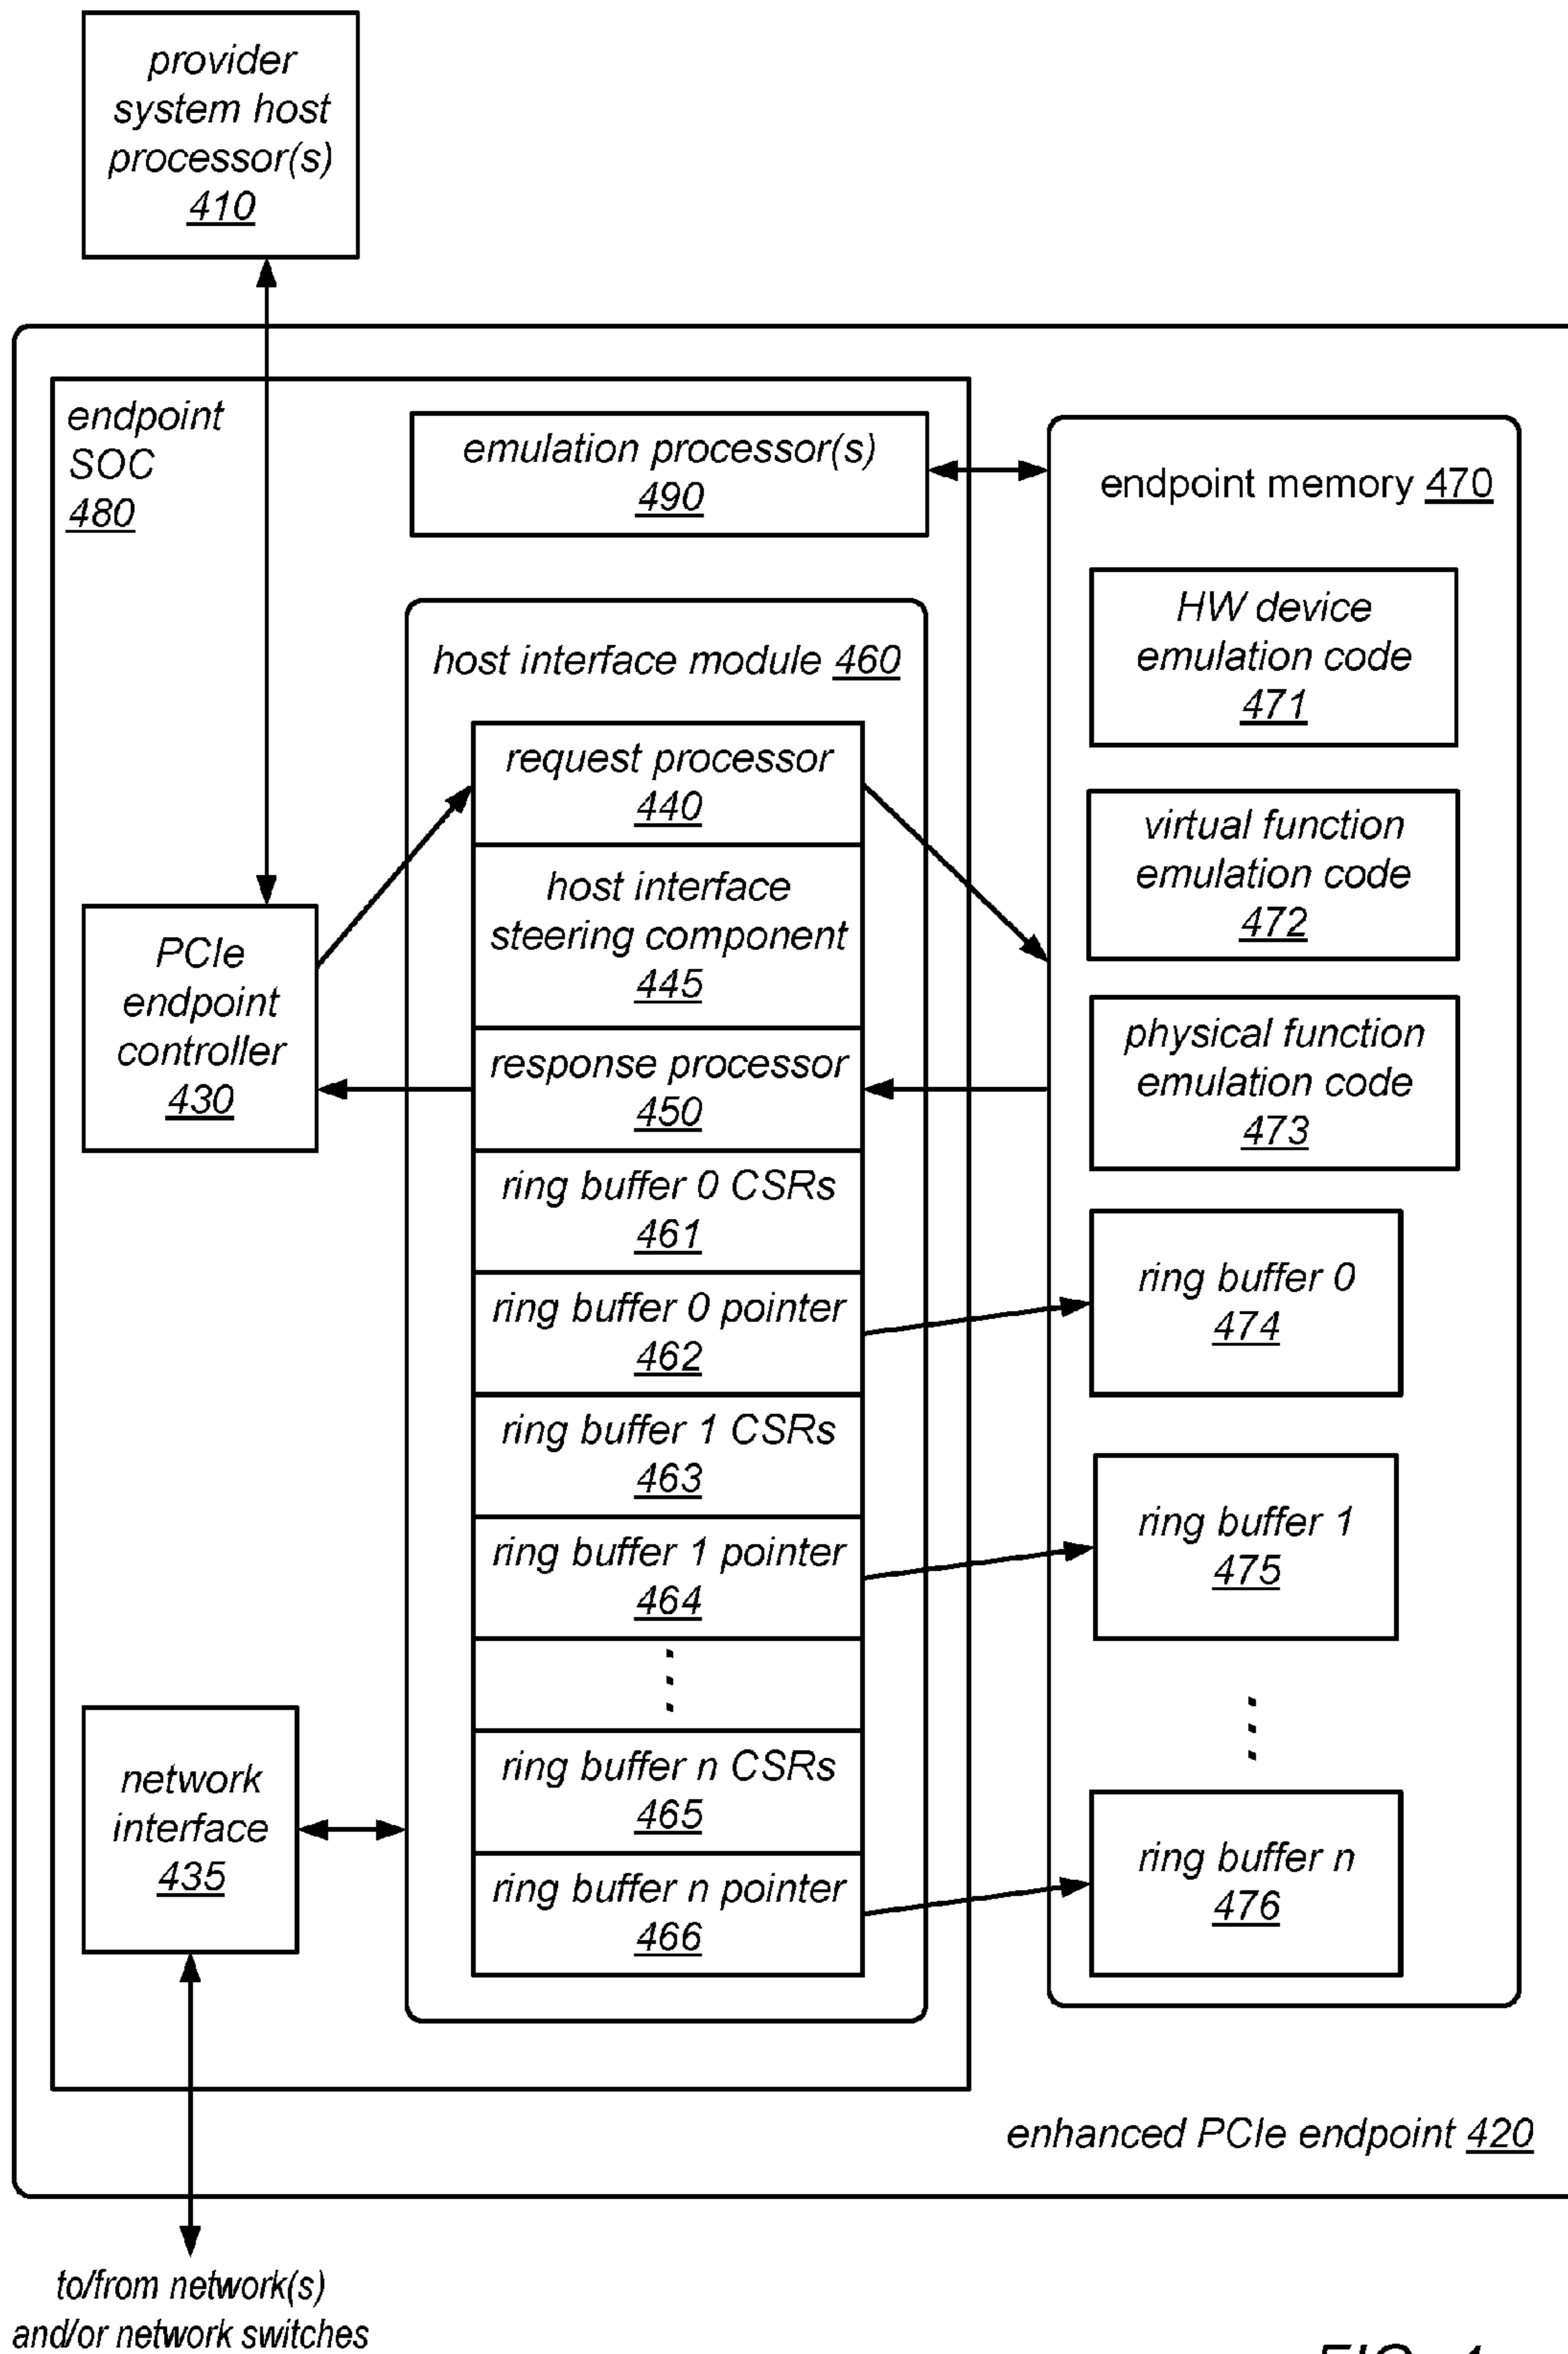 provider
system host
processor(s)
410
endpoint
SOC
480
emulation processor(s)
490
endpoint memory 470
HW device
emulation code
471
host interface module 460
request processor
440
virtual function
emulation code
472
host interface
steering component
445
PCIe
endpoint
controller
430
physical function
emulation code
473
response processor
450
ring buffer 0 CSRs
461
ring buffer 0
474
ring buffer 0 pointer
462
ring buffer 1 CSRs
463
ring buffer 1
475
ring buffer 1 pointer
464
network
interface
435
ring buffer n CSRs
465
ring buffer n
476
ring buffer n pointer
466
enhanced PCIe endpoint 420
to/from network(s)
and/or network switches